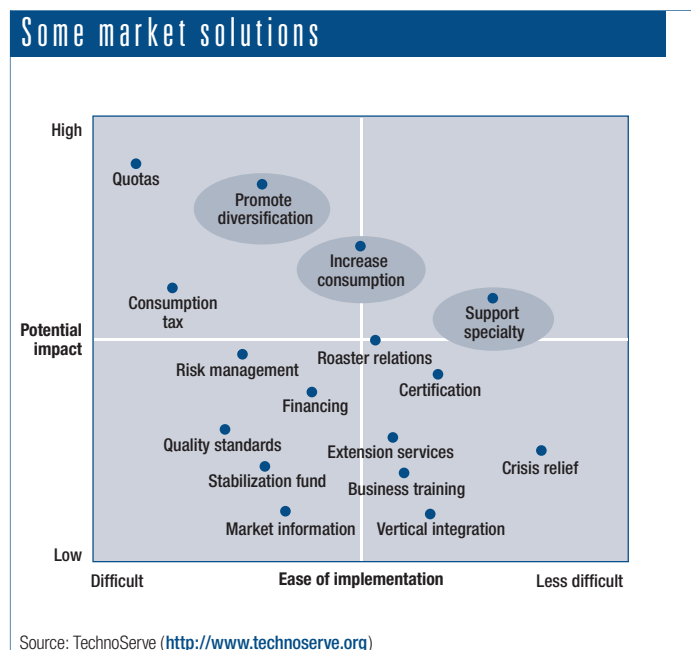 Some market solutions
High
Quotas
Promote
diversification
Increase
consumption
Consumption
tax
Support
specialty
Potential
impact
Roaster relations
Risk management
Certification
Financing
Quality standards
Extension services
Crisis relief
Stabilization fund
Business training
Market information
Vertical integration
Low
Difficult
Ease of implementation
Less difficult
Source: TechnoServe (http://www.technoserve.org)